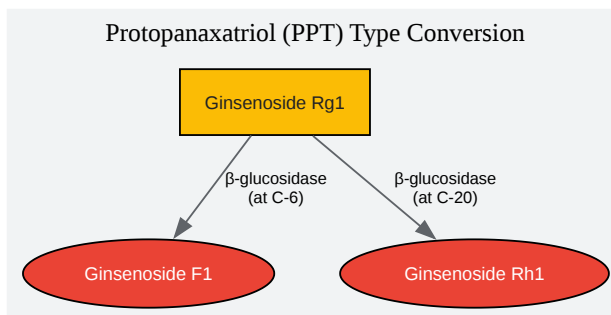 Protopanaxatriol (PPT) Type Conversion
Ginsenoside Rg1
β-glucosidase
(at C-6)
β-glucosidase
(at C-20)
Ginsenoside F1
Ginsenoside Rh1